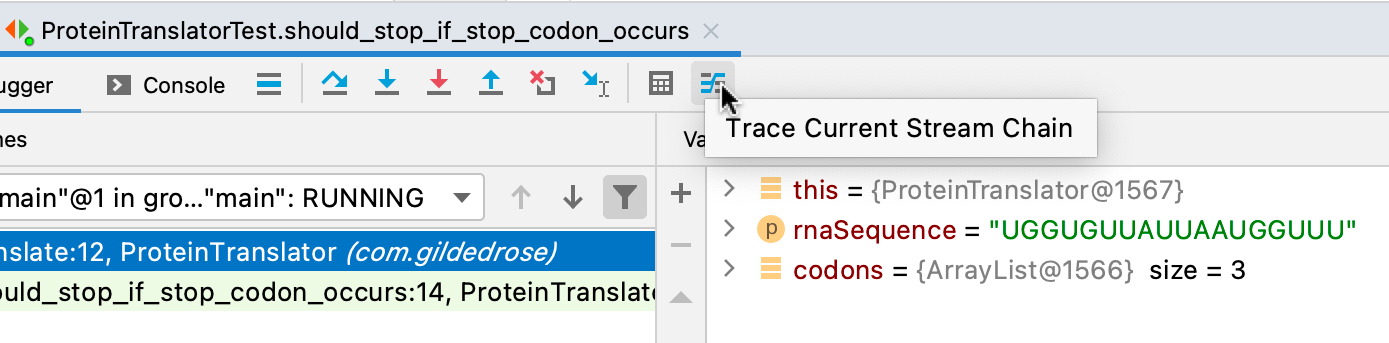 ProteinTranslatorTest.should_stop_if_stop_codon_occurs
ugger Console
Trace Current Stream Chain
nes Va
main"@1 in gro..."main": RUNNING
this = {ProteinTranslator@1567}
p rnaSequence = "UGGUGUUAUUAAUGGUUU"
nslate:12, ProteinTranslator (com.gildedrose)
codons = {ArrayList@1566} size = 3
ould_stop_if_stop_codon_occurs:14, ProteinTranslato